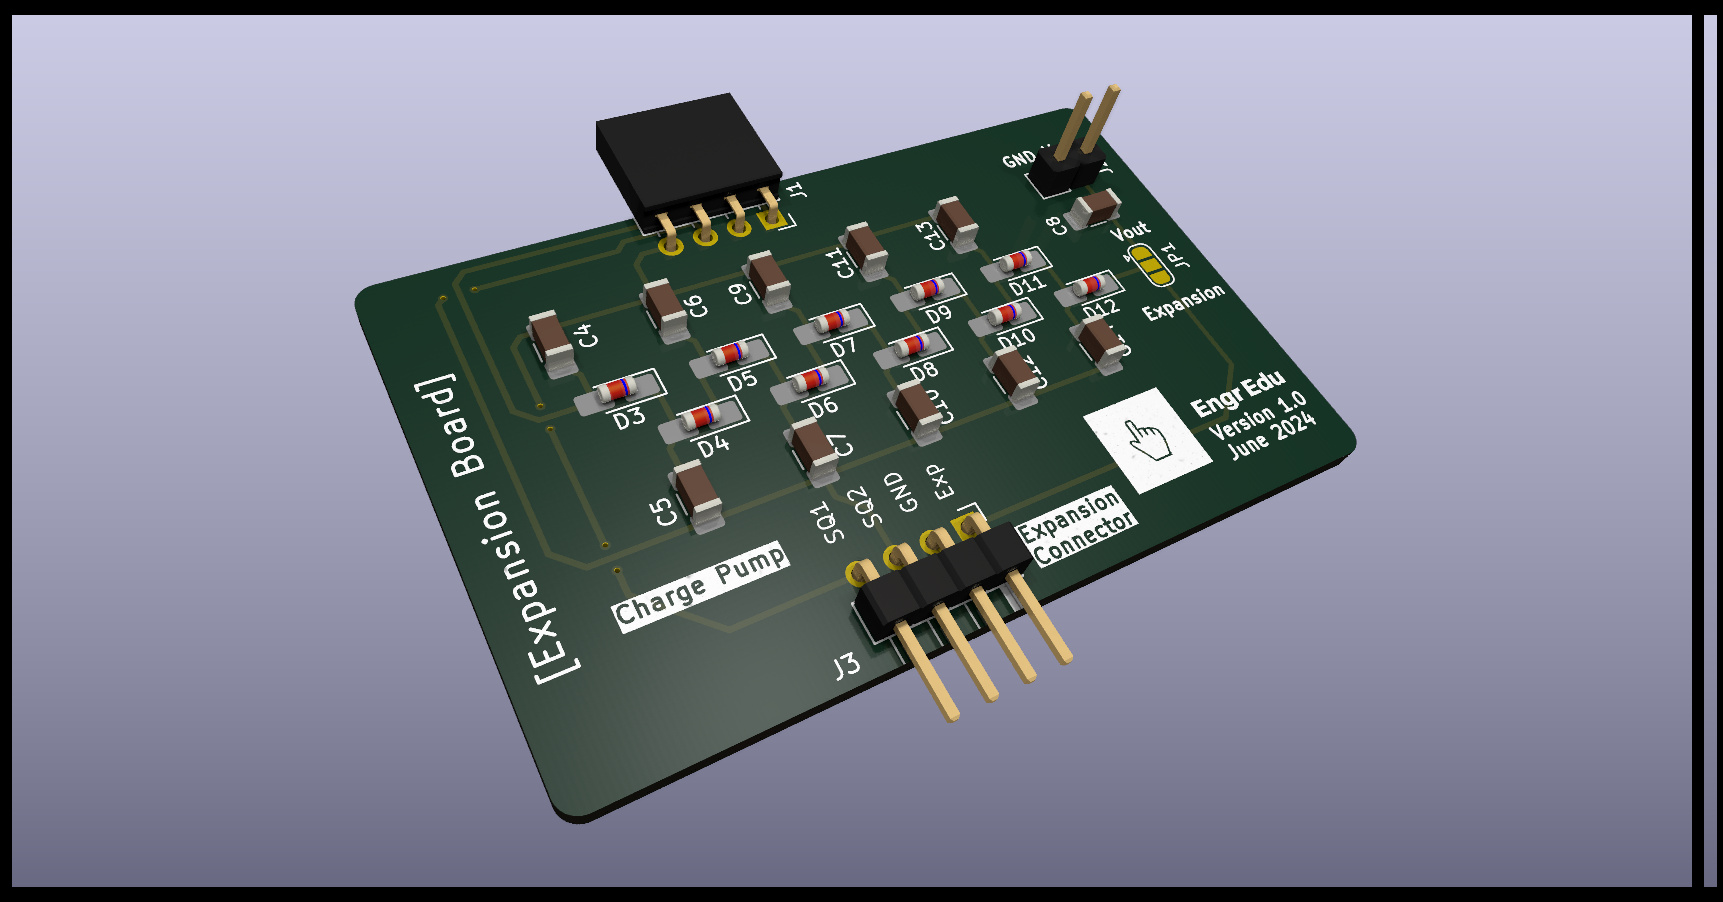 J1
GND
C13
C8
Vout
JP1
C11
C9
C6
C4
D11
D12
Expansion
D9
D10
D7
D8
D5
D6
D3
D4
C10
C7
C5
[Expansion Board]
EngrEdu
Version 1.0
June 2024
SQ1
SQ2
GND
Exp
Expansion
Connector
Charge Pump
J3